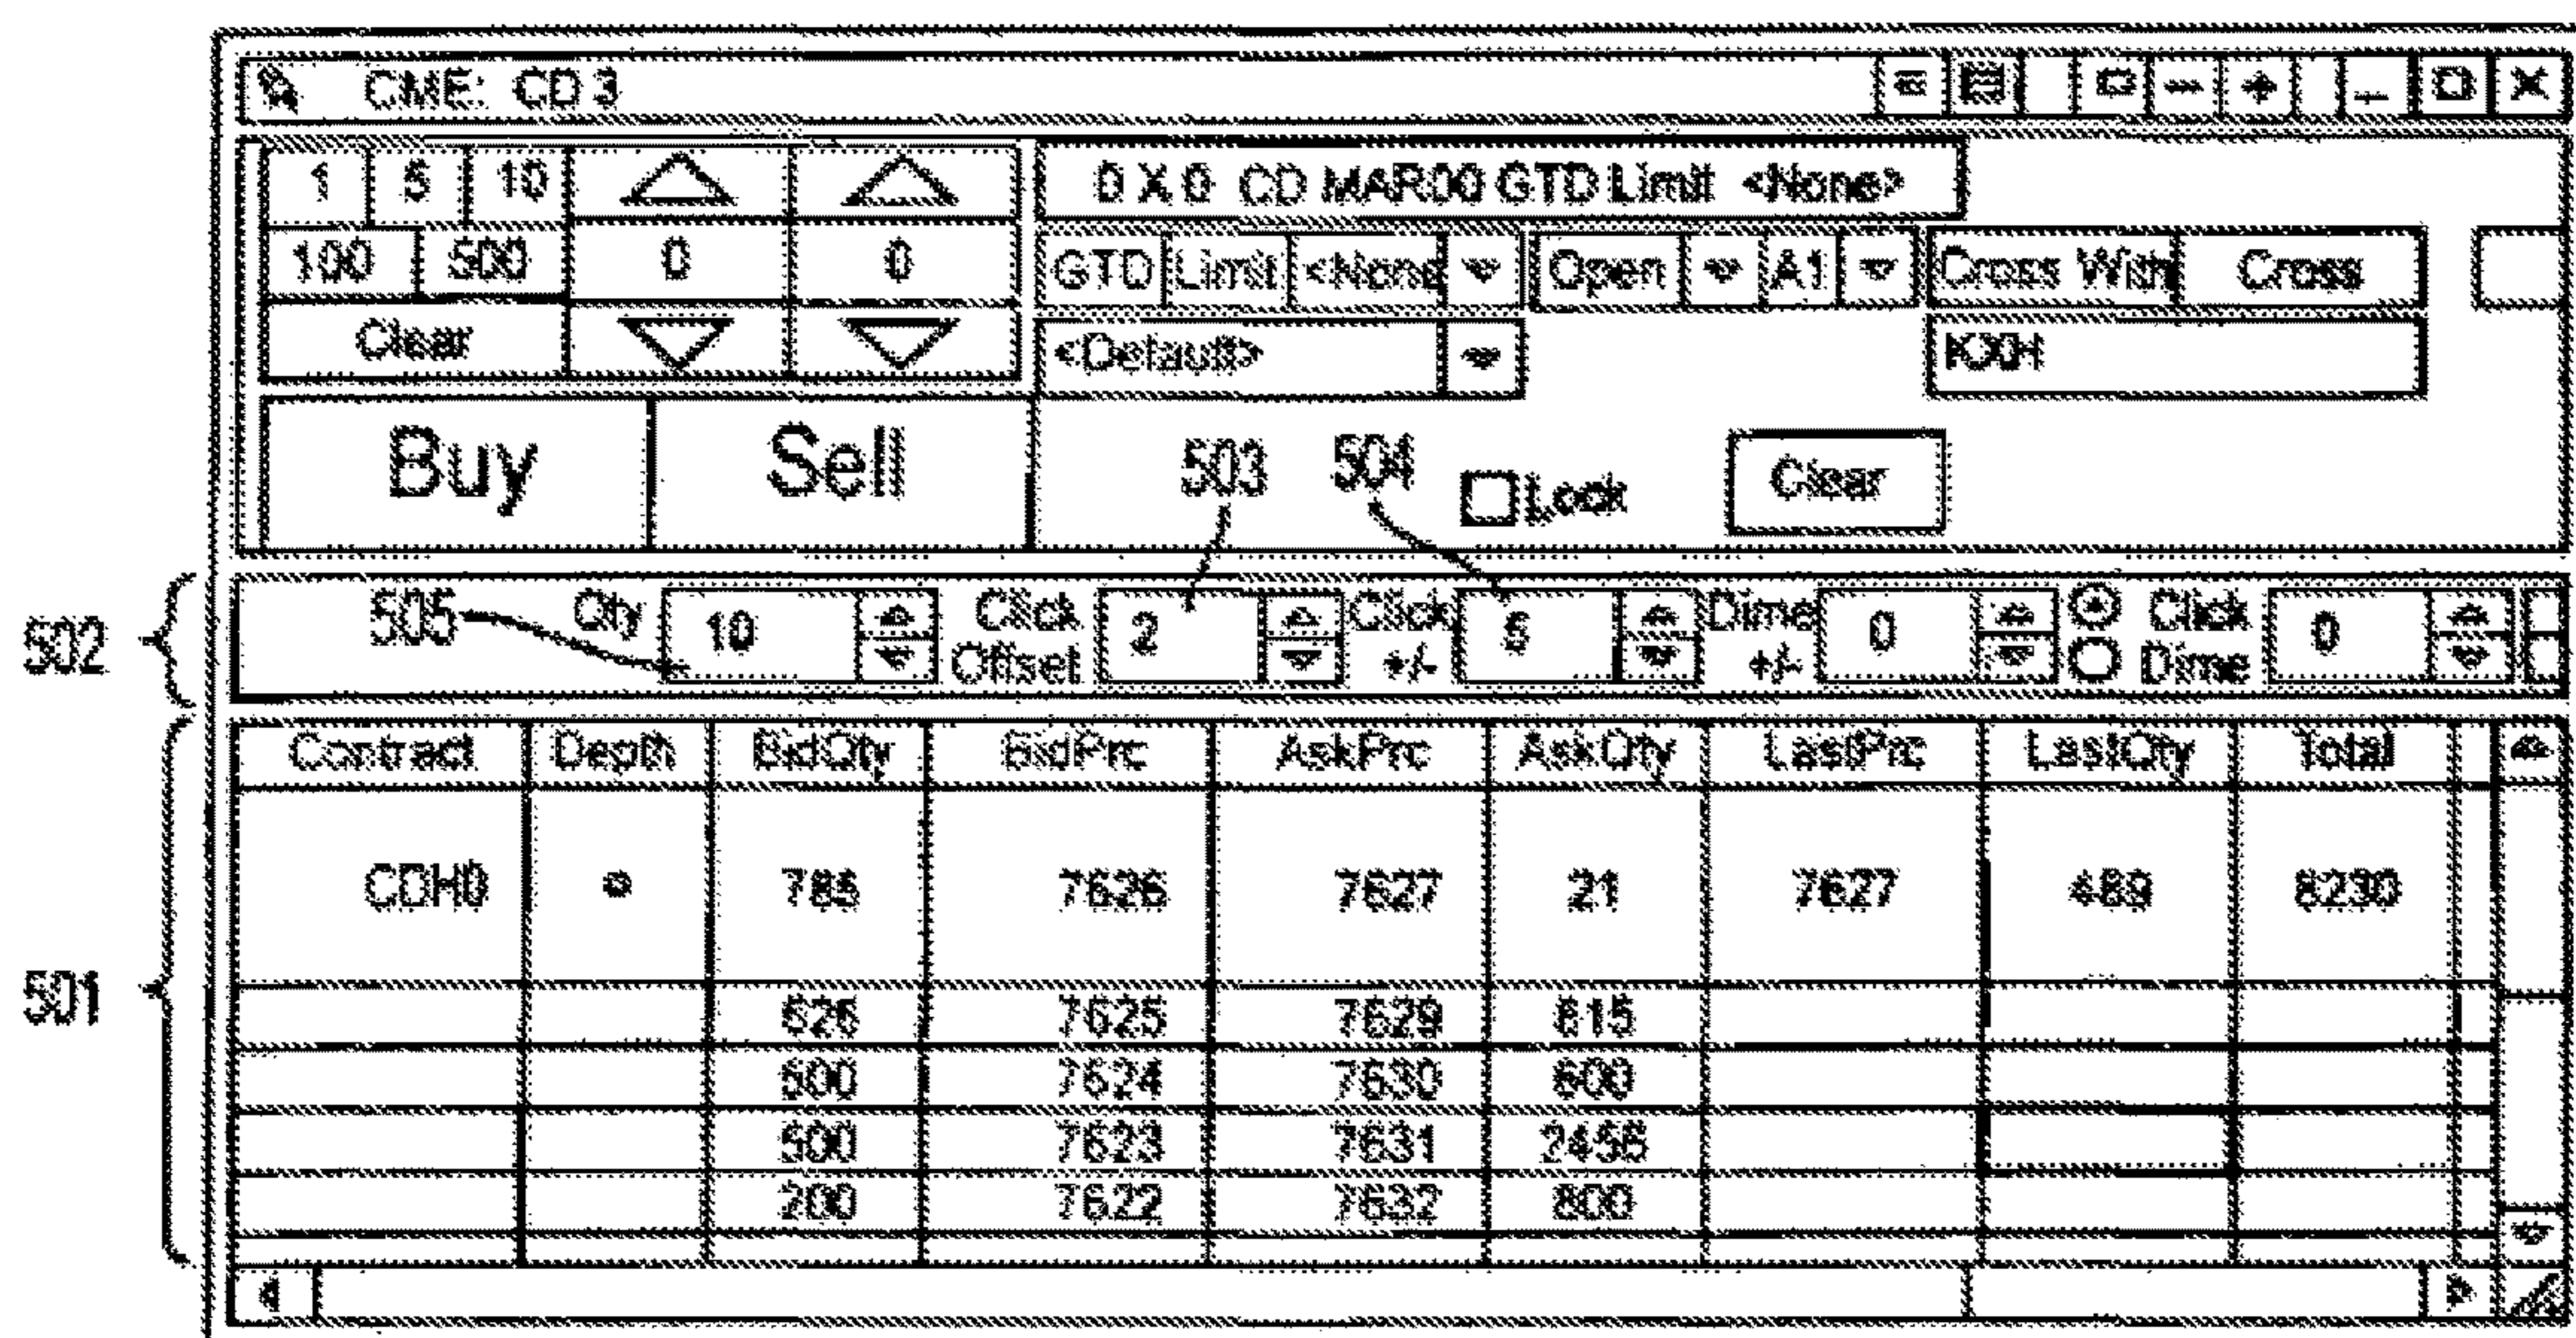 CME: CD 3
1 5 10 0 X 0 CD MAR00 GTD Limit <None>
100 500 0 0 GTD Limit <None Open A1 Cross With Cross
Clear <Default> KXH
Buy Sell 503 504 Lock Clear
502 505 Qty 10 Click Offset 2 Click +/- 5 Dime +/- 0 Click Dime 0
Contract Depth BidQty BidPrc AskPrc AskQty LastPrc LastQty Total
CDH0 785 7626 7627 21 7627 489 8230
501
7625 7629 815
500 7624 7630 600
500 7623 7631
200 7622 7632 800